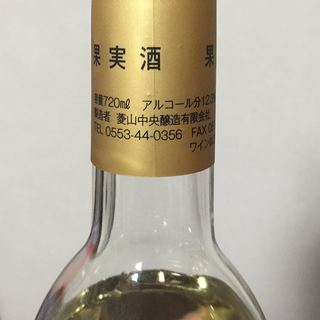 果実酒 果
容量720ml アルコール分12.
製造者 菱山中央醸造有限会社
TEL 0553-44-0356 FAX 05
ワイン